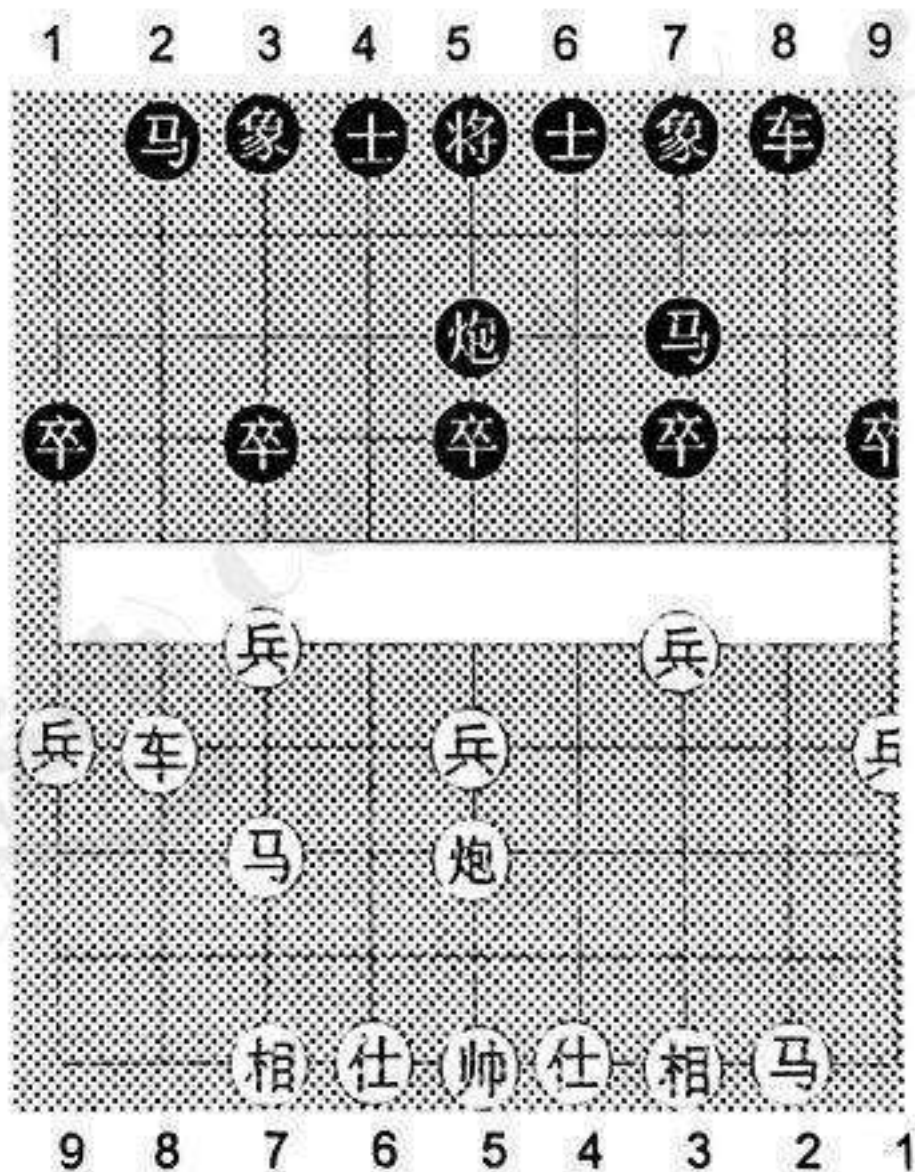 1 2 3 4 5 6 7 8 9
马 象 士 将 士 象 车
炮 马
卒 卒 卒 卒 卒
兵 兵
兵 车 兵 兵
马 炮
相 仕 帅 仕 相 马
9 8 7 6 5 4 3 2 1